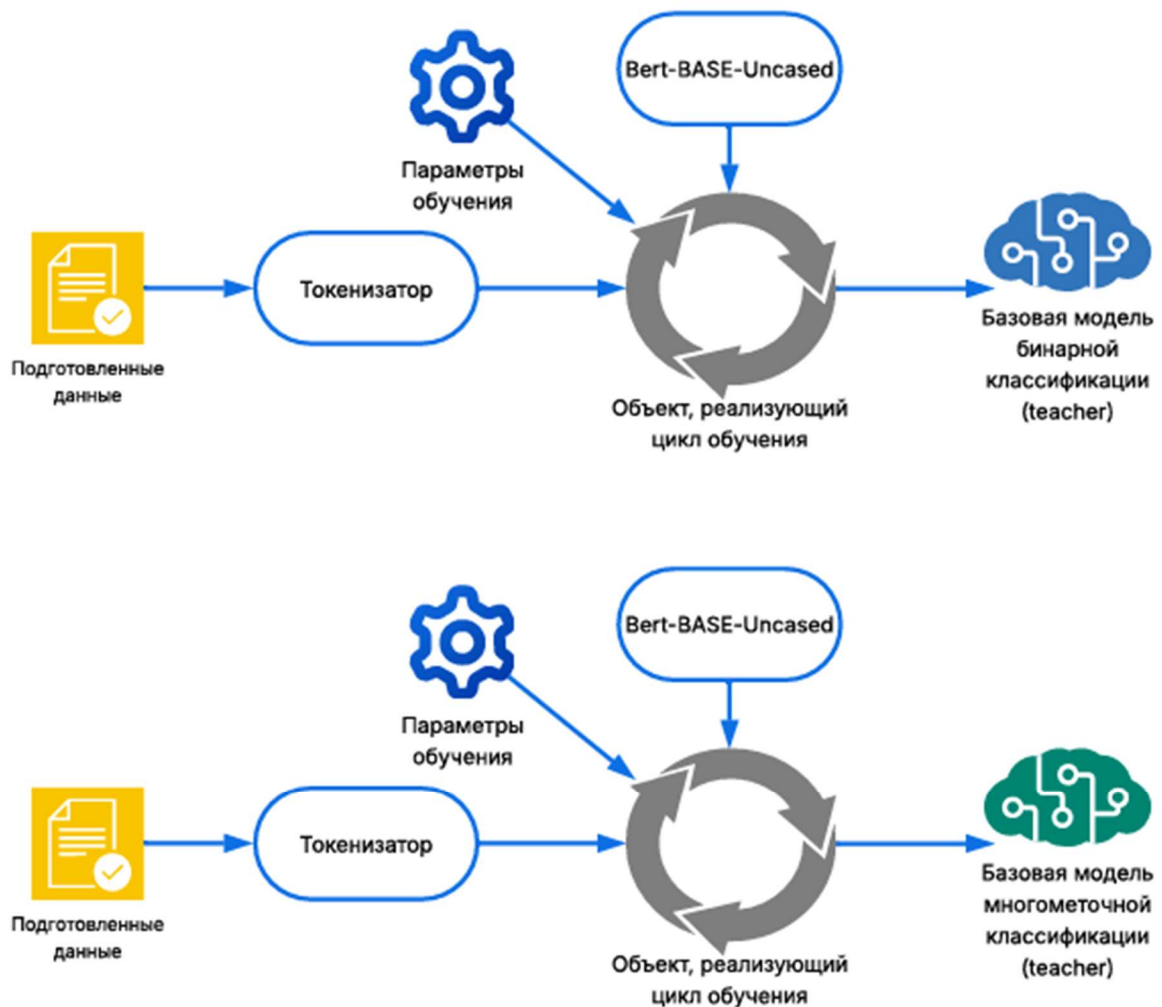 Bert-BASE-Uncased
Параметры
обучения
Токенизатор
Подготовленные
данные
Объект, реализующий
цикл обучения
Базовая модель
бинарной
классификации
(teacher)
Bert-BASE-Uncased
Параметры
обучения
Токенизатор
Подготовленные
данные
Объект, реализующий
цикл обучения
Базовая модель
многометочной
классификации
(teacher)